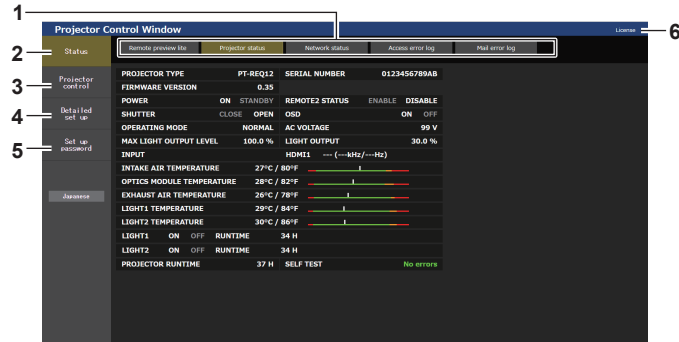 1
Projector Control Window
License
6
2
Status
Remote preview lite Projector status Network status Access error log Mail error log
3
Projector control
4
Detailed set up
5
Set up password
Japanese
PROJECTOR TYPE PT-REQ12 SERIAL NUMBER 0123456789AB
FIRMWARE VERSION 0.35
POWER ON STANDBY REMOTE2 STATUS ENABLE DISABLE
SHUTTER CLOSE OPEN OSD ON OFF
OPERATING MODE NORMAL AC VOLTAGE 99 V
MAX LIGHT OUTPUT LEVEL 100.0 % LIGHT OUTPUT 30.0 %
INPUT HDMI1 --- (---kHz/---Hz)
INTAKE AIR TEMPERATURE 27°C / 80°F
OPTICS MODULE TEMPERATURE 28°C / 82°F
EXHAUST AIR TEMPERATURE 26°C / 78°F
LIGHT1 TEMPERATURE 29°C / 84°F
LIGHT2 TEMPERATURE 30°C / 86°F
LIGHT1 ON OFF RUNTIME 34 H
LIGHT2 ON OFF RUNTIME 34 H
PROJECTOR RUNTIME 37 H SELF TEST No errors